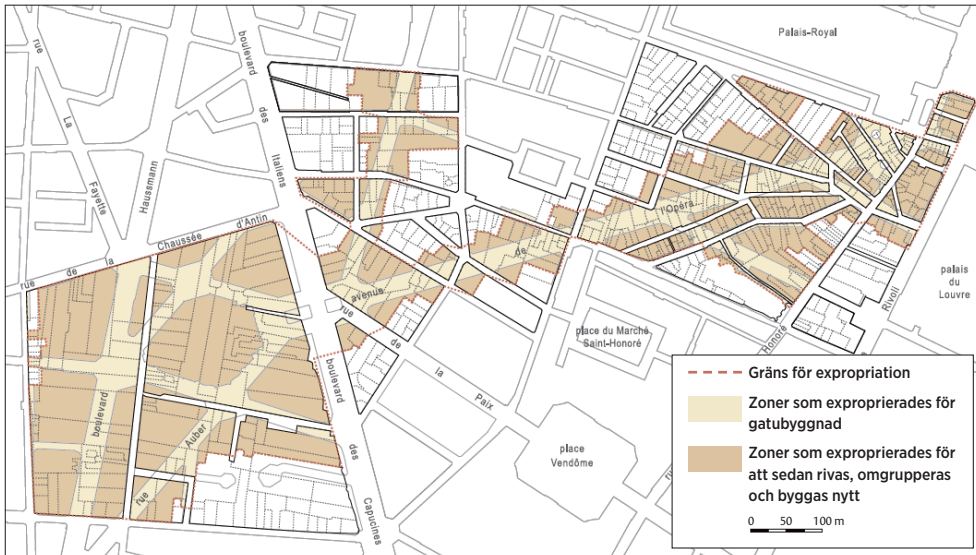 Palais-Royal
rue
La
Fayette
Haussmann
boulevard
des
Italiens
rue
de
la
Chaussée
d'Antin
avenue
de
l'Opéra
rue
de
la
Paix
place du Marché
Saint-Honoré
Honoré
rue
Rivoli
palais
du
Louvre
boulevard
rue
Auber
boulevard
des
Capucines
place
Vendôme
Gräns för expropriation
Zoner som exproprierades för
gatubyggnad
Zoner som exproprierades för
att sedan rivas, omgrupperas
och byggas nytt
0 50 100 m